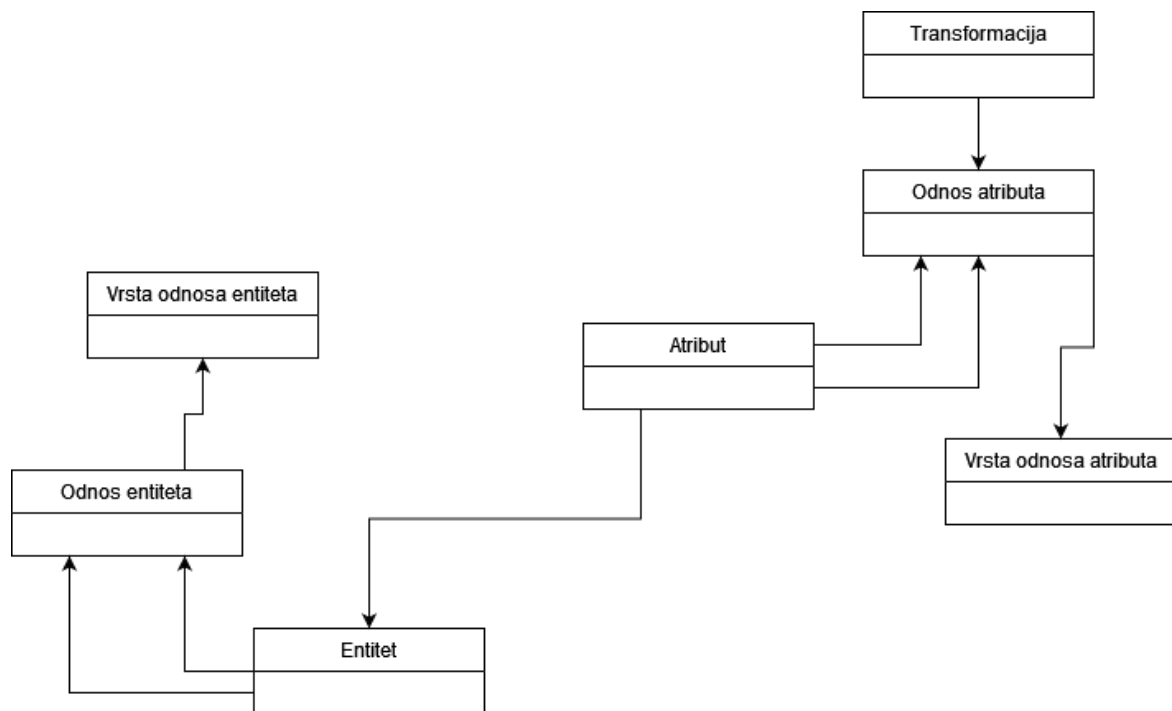 Transformacija
Odnos atributa
Vrsta odnosa entiteta
Atribut
Vrsta odnosa atributa
Odnos entiteta
Entitet